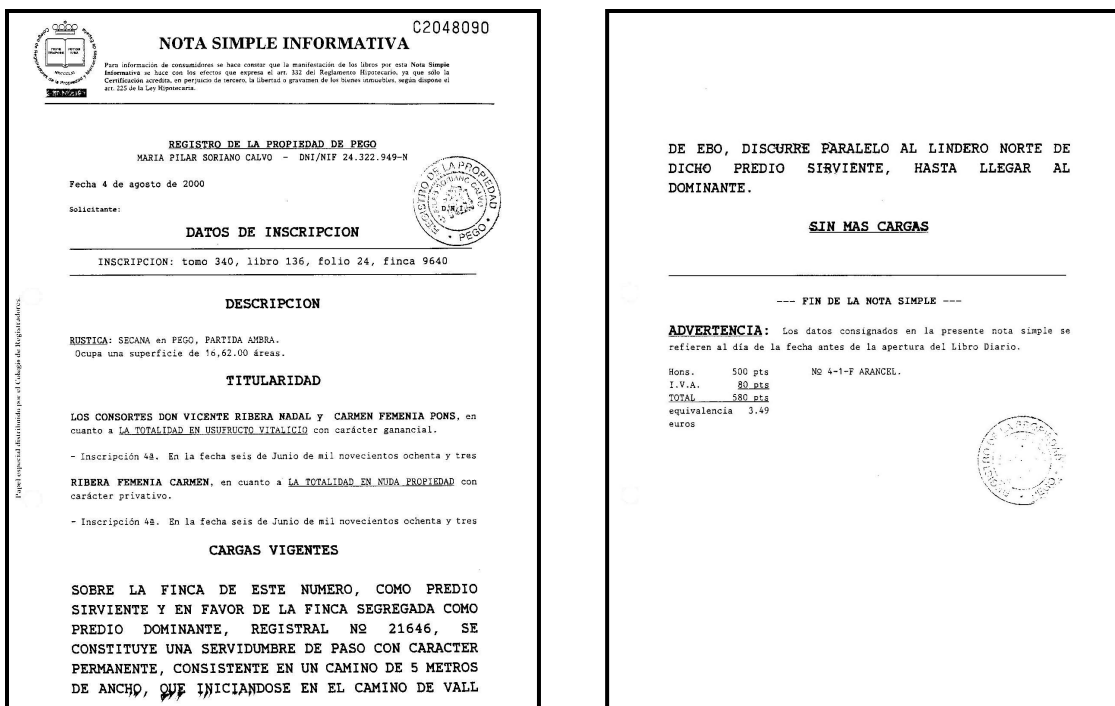 C2048090
NOTA SIMPLE INFORMATIVA
Para información de consumidores se hace constar que la manifestación de los libros por esta Nota Simple
Informativa se hace con los efectos que expresa el art. 332 del Reglamento Hipotecario, ya que sólo la
Certificación acredita, en perjuicio de tercero, la libertad o gravamen de los bienes inmuebles, según dispone el
art. 225 de la Ley Hipotecaria.
REGISTRO DE LA PROPIEDAD DE PEGO
MARIA PILAR SORIANO CALVO - DNI/NIF 24.322.949-N
Fecha 4 de agosto de 2000
Solicitante:
REGISTRO DE LA PROPIEDAD
PEGO
DATOS DE INSCRIPCION
INSCRIPCION: tomo 340, libro 136, folio 24, finca 9640
DESCRIPCION
RUSTICA: SECANA en PEGO, PARTIDA AMBRA.
Ocupa una superficie de 16,62.00 áreas.
TITULARIDAD
LOS CONSORTES DON VICENTE RIBERA NADAL y CARMEN FEMENIA PONS, en
cuanto a LA TOTALIDAD EN USUFRUCTO VITALICIO con carácter ganancial.
- Inscripción 4ª. En la fecha seis de Junio de mil novecientos ochenta y tres
RIBERA FEMENIA CARMEN, en cuanto a LA TOTALIDAD EN NUDA PROPIEDAD con
carácter privativo.
- Inscripción 4ª. En la fecha seis de Junio de mil novecientos ochenta y tres
CARGAS VIGENTES
SOBRE LA FINCA DE ESTE NUMERO, COMO PREDIO
SIRVIENTE Y EN FAVOR DE LA FINCA SEGREGADA COMO
PREDIO DOMINANTE, REGISTRAL Nº 21646, SE
CONSTITUYE UNA SERVIDUMBRE DE PASO CON CARACTER
PERMANENTE, CONSISTENTE EN UN CAMINO DE 5 METROS
DE ANCHO, QUE INICIANDOSE EN EL CAMINO DE VALL
Papel especial distribuido por el Colegio de Registradores.
DE EBO, DISCURRE PARALELO AL LINDERO NORTE DE
DICHO PREDIO SIRVIENTE, HASTA LLEGAR AL
DOMINANTE.
SIN MAS CARGAS
--- FIN DE LA NOTA SIMPLE ---
ADVERTENCIA: Los datos consignados en la presente nota simple se
refieren al día de la fecha antes de la apertura del Libro Diario.
Hons. 500 pts Nº 4-1-F ARANCEL.
I.V.A. 80 pts
TOTAL 580 pts
equivalencia 3.49
euros